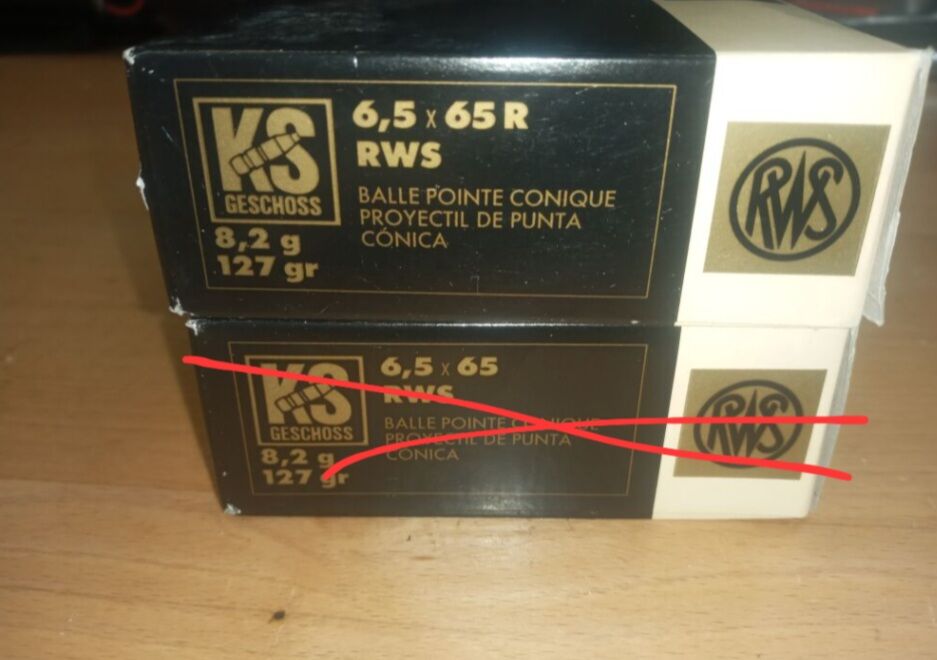 KS
GESCHOSS
8,2 g
127 gr
6,5 x 65 R
RWS
BALLE POINTE CONIQUE
PROYECTIL DE PUNTA
CÓNICA
RWS
KS
GESCHOSS
8,2 g
127 gr
6,5 x 65
RWS
BALLE POINTE CONIQUE
PROYECTIL DE PUNTA
CÓNICA
RWS